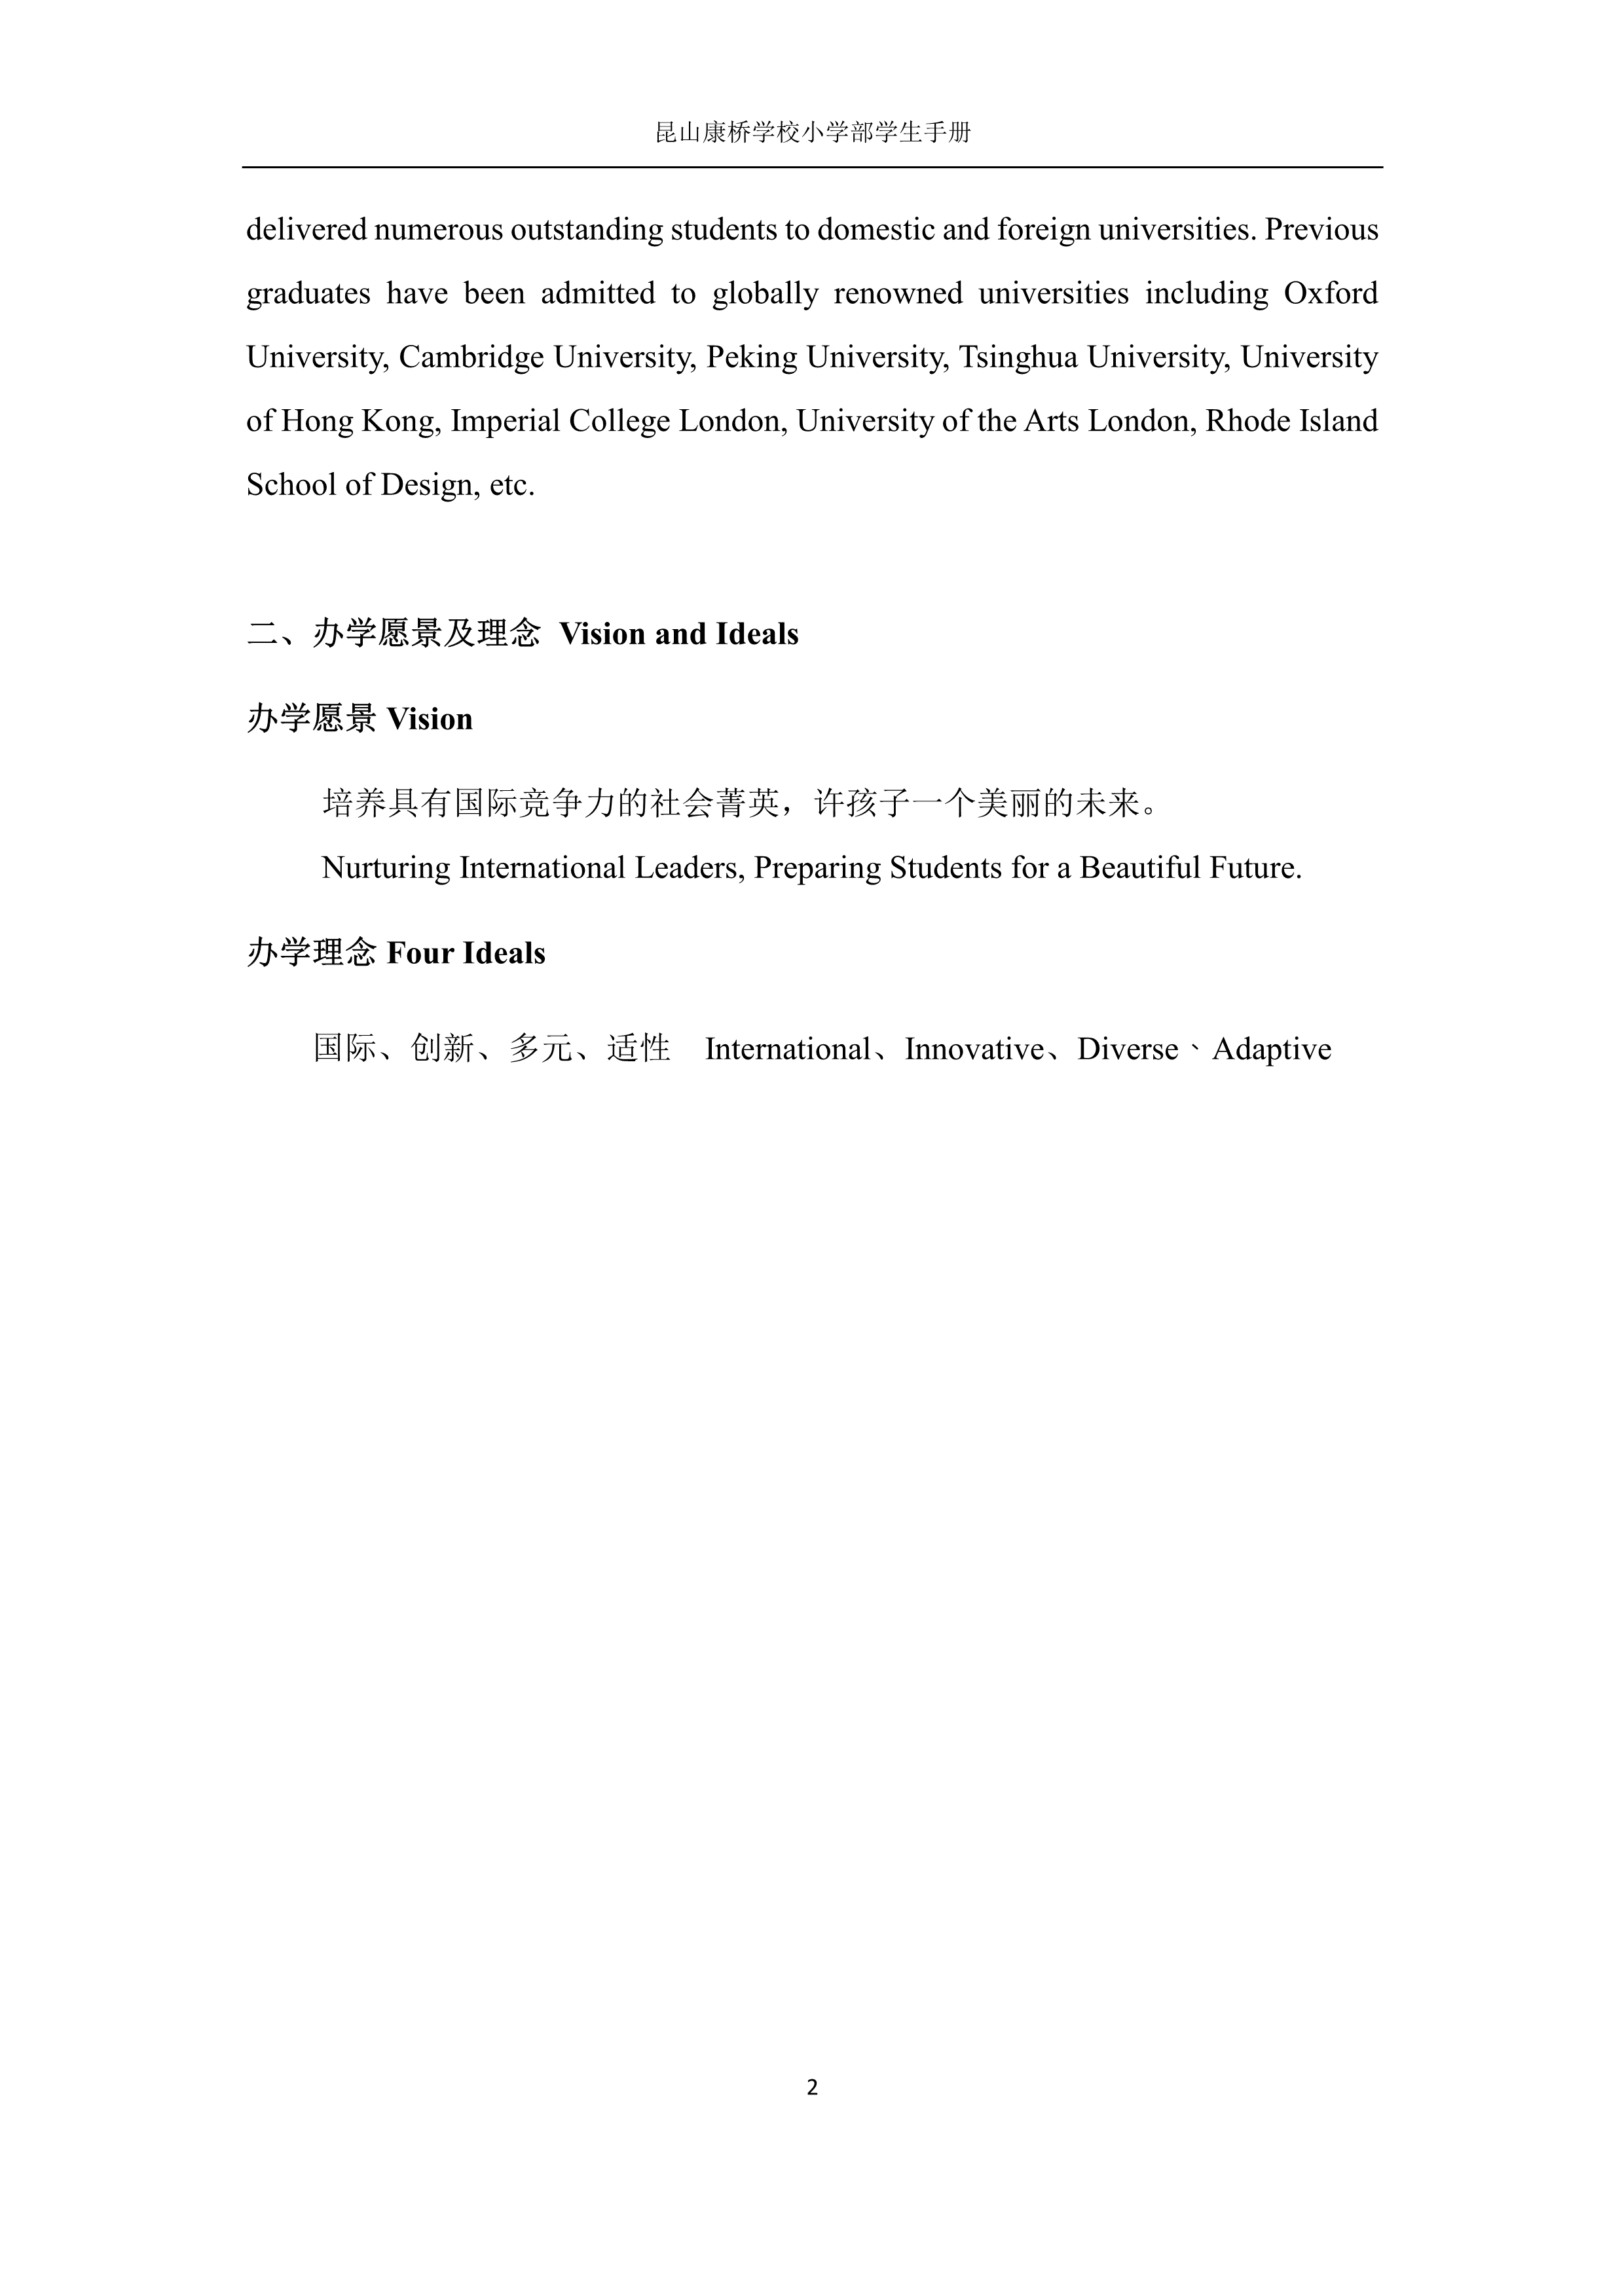 昆山康桥学校小学部学生手册
delivered numerous outstanding students to domestic and foreign universities. Previous
graduates have been admitted to globally renowned universities including Oxford
University, Cambridge University, Peking University, Tsinghua University, University
of Hong Kong, Imperial College London, University of the Arts London, Rhode Island
School of Design, etc.
二、办学愿景及理念 Vision and Ideals
办学愿景 Vision
培养具有国际竞争力的社会菁英，许孩子一个美丽的未来。
Nurturing International Leaders, Preparing Students for a Beautiful Future.
办学理念 Four Ideals
国际、创新、多元、适性　International、Innovative、Diverse、Adaptive
2